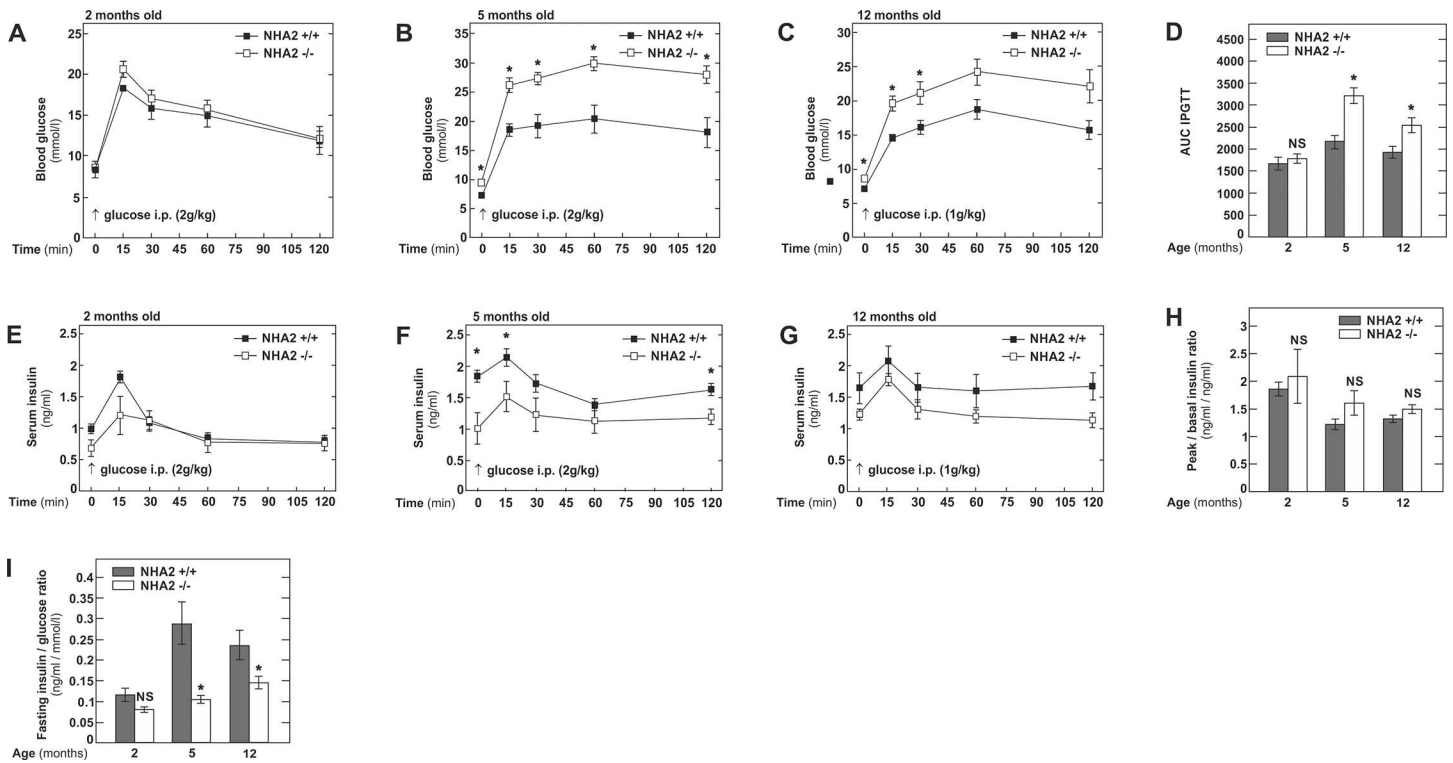 A
2 months old
NHA2 +/+
NHA2 -/-
Blood glucose
(mmol/l)
25
20
15
10
5
0
↑ glucose i.p. (2g/kg)
Time (min) 0 15 30 45 60 75 90 105 120
B
5 months old
NHA2 +/+
NHA2 -/-
Blood glucose
(mmol/l)
35
30
25
20
15
10
5
0
* * * * *
↑ glucose i.p. (2g/kg)
Time (min) 0 15 30 45 60 75 90 105 120
C
12 months old
NHA2 +/+
NHA2 -/-
Blood glucose
(mmol/l)
30
25
20
15
10
5
0
* * *
↑ glucose i.p. (1g/kg)
Time (min) 0 15 30 45 60 75 90 105 120
D
NHA2 +/+
NHA2 -/-
AUC IPGTT
4500
4000
3500
3000
2500
2000
1500
1000
500
0
NS * *
Age (months) 2 5 12
E
2 months old
NHA2 +/+
NHA2 -/-
Serum insulin
(ng/ml)
2.5
2
1.5
1
0.5
0
↑ glucose i.p. (2g/kg)
Time (min) 0 15 30 45 60 75 90 105 120
F
5 months old
NHA2 +/+
NHA2 -/-
Serum insulin
(ng/ml)
2.5
2
1.5
1
0.5
0
* * *
↑ glucose i.p. (2g/kg)
Time (min) 0 15 30 45 60 75 90 105 120
G
12 months old
NHA2 +/+
NHA2 -/-
Serum insulin
(ng/ml)
2.5
2
1.5
1
0.5
0
↑ glucose i.p. (1g/kg)
Time (min) 0 15 30 45 60 75 90 105 120
H
NHA2 +/+
NHA2 -/-
Peak / basal insulin ratio
(ng/ml / ng/ml)
3
2.5
2
1.5
1
0.5
0
NS NS NS
Age (months) 2 5 12
I
NHA2 +/+
NHA2 -/-
Fasting insulin / glucose ratio
(ng/ml / mmol/l)
0.4
0.35
0.3
0.25
0.2
0.15
0.1
0.05
0
NS * *
Age (months) 2 5 12